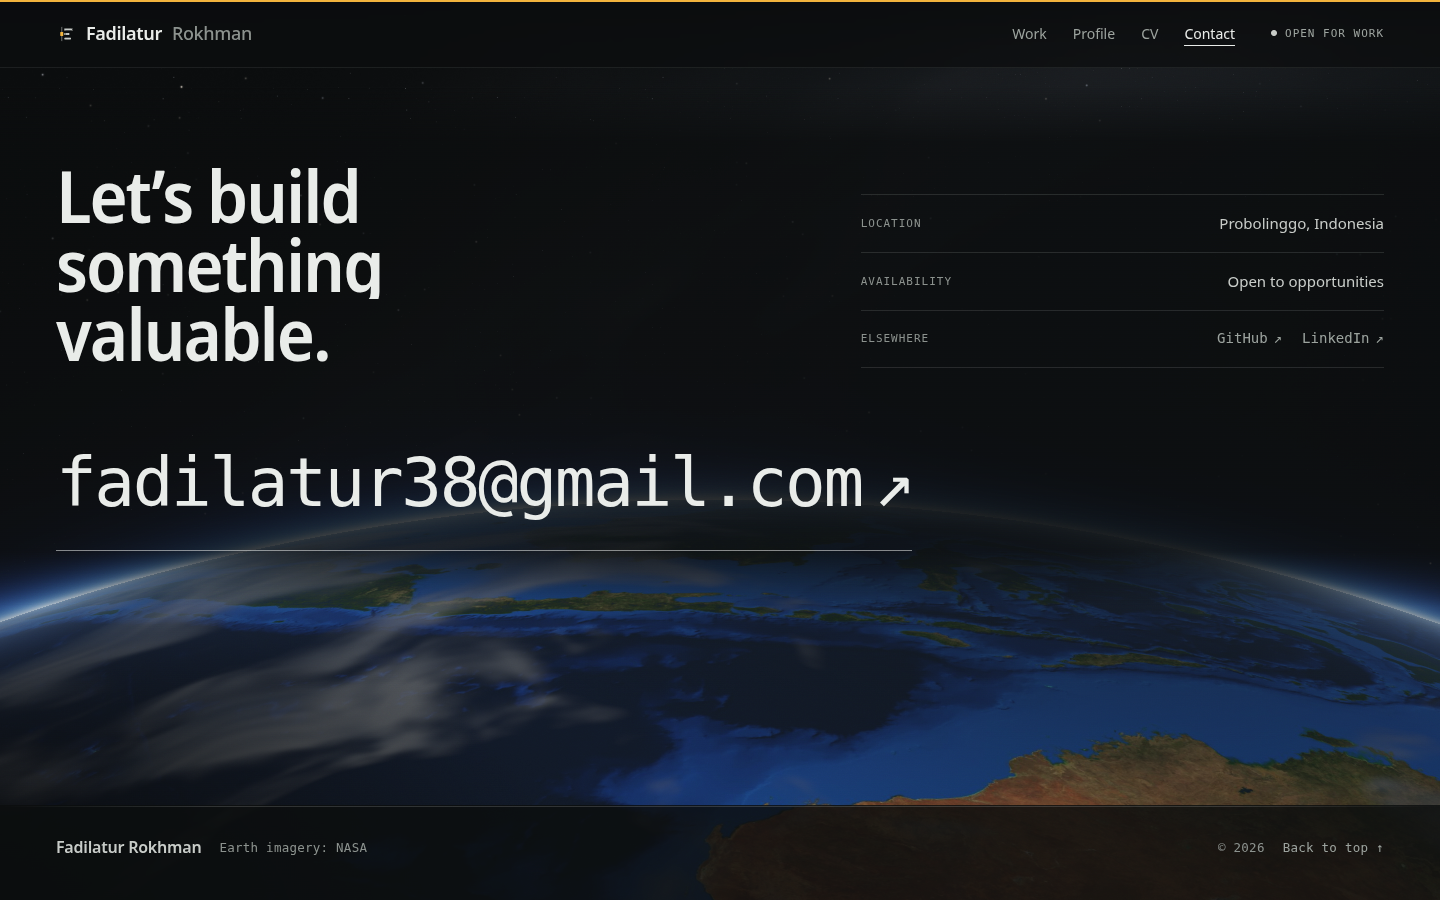 Fadilatur Rokhman
Work Profile CV Contact OPEN FOR WORK
Let’s build
something
valuable.
LOCATION Probolinggo, Indonesia
AVAILABILITY Open to opportunities
ELSEWHERE GitHub ↗ LinkedIn ↗
fadilatur38@gmail.com ↗
Fadilatur Rokhman Earth imagery: NASA
© 2026 Back to top ↑